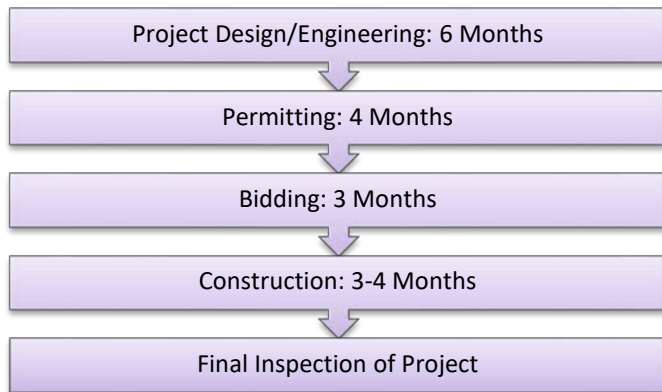 Project Design/Engineering: 6 Months
Permitting: 4 Months
Bidding: 3 Months
Construction: 3-4 Months
Final Inspection of Project